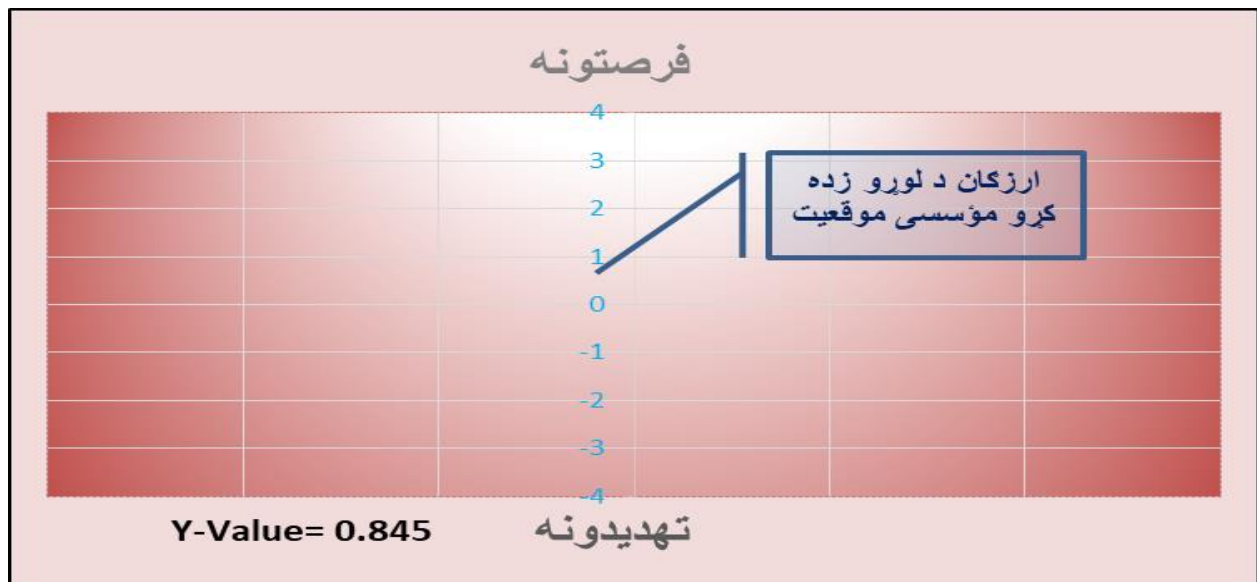 فرصتونه
4
3
2
1
0
-1
-2
-3
-4
ارزګان د لوړو زده
کړو مؤسسی موقعیت
تهدیدونه
Y-Value= 0.845